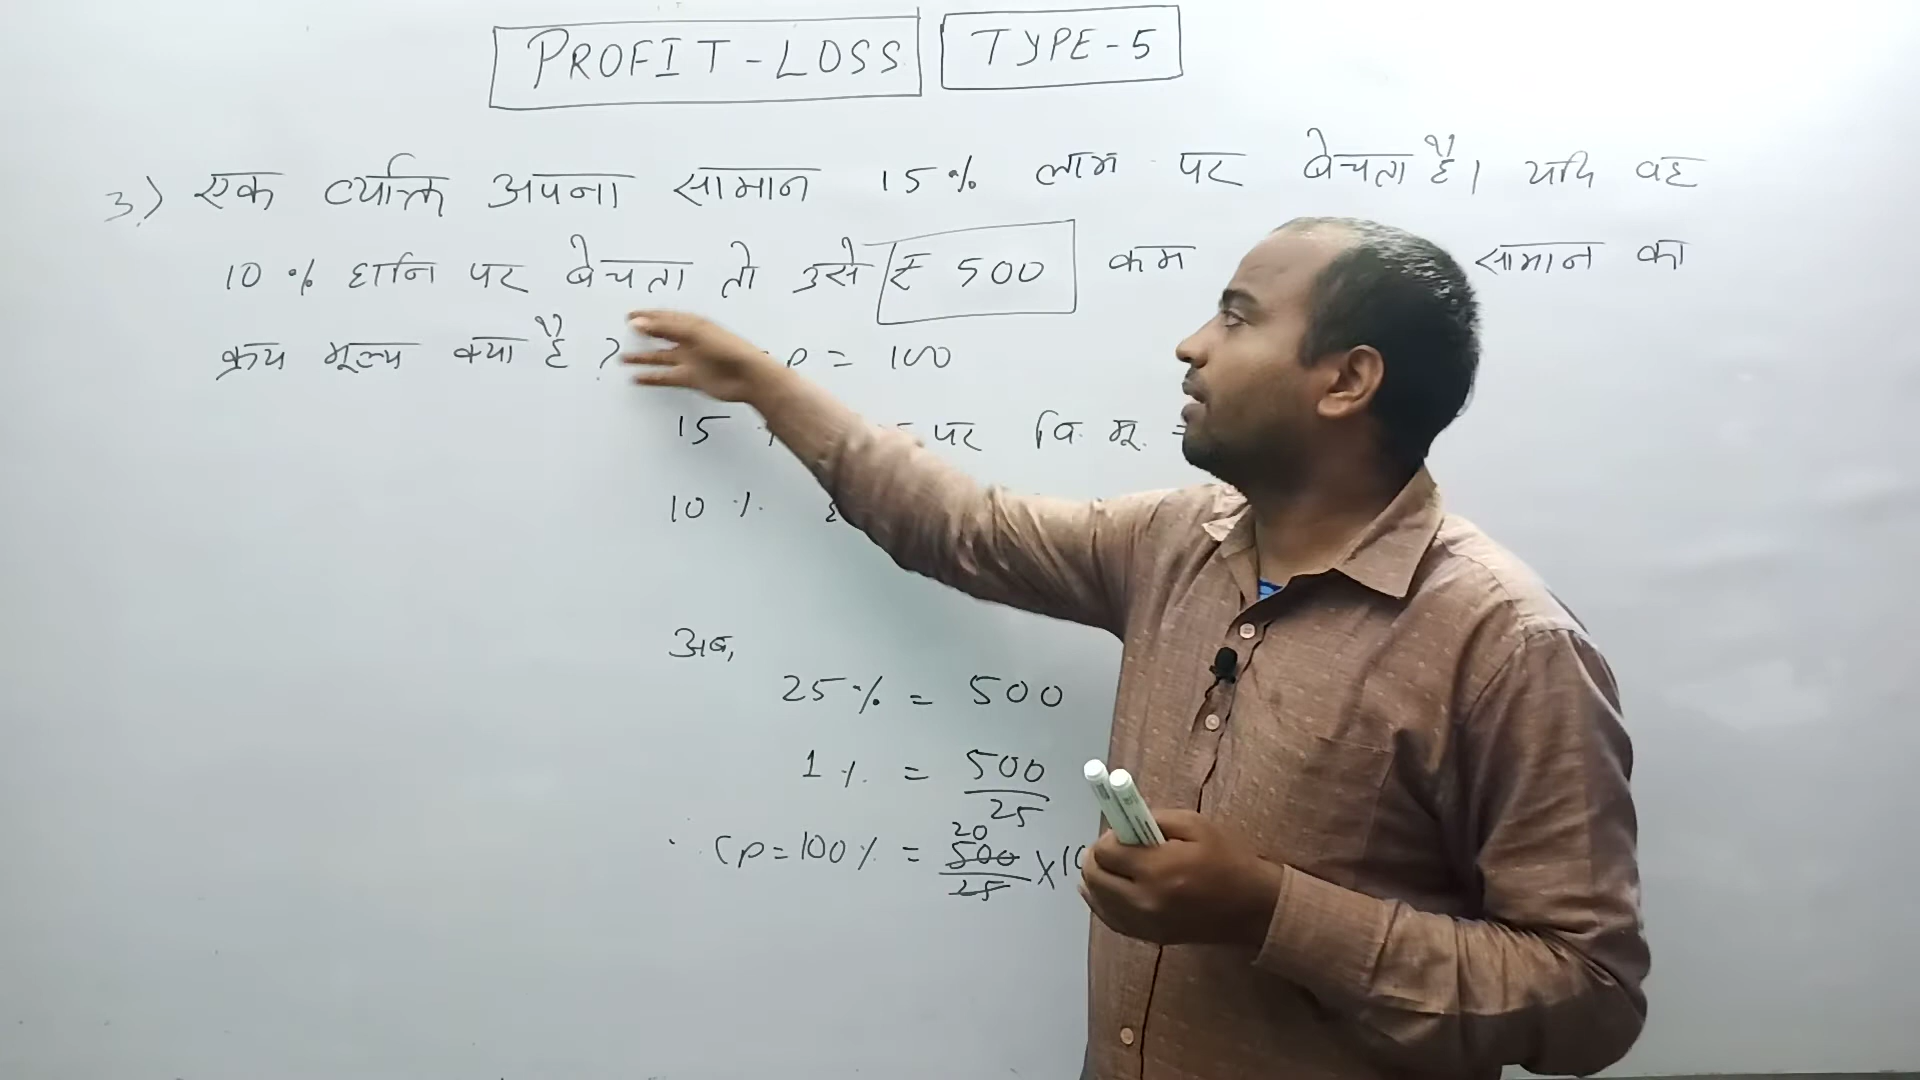 PROFIT-LOSS TYPE-5
3.) एक व्यक्ति अपना सामान 15% लाभ पर बेचता है। यदि वह
10% हानि पर बेचता तो उसे ₹ 500 कम सामान का
क्रय मूल्य क्या है ?
P = 100
15 पर वि. मू. =
10 %
अब,
25% = 500
1% = 500/25
∴ CP = 100% = 20 500/25 × 10